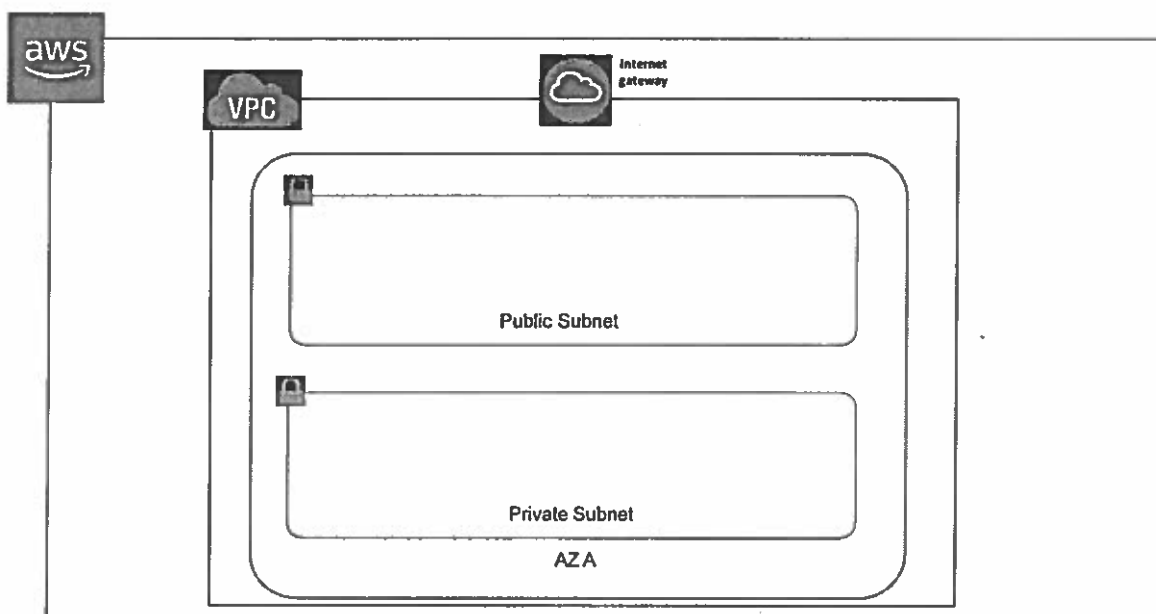 aws
Internet
gateway
VPC
Public Subnet
Private Subnet
AZ A